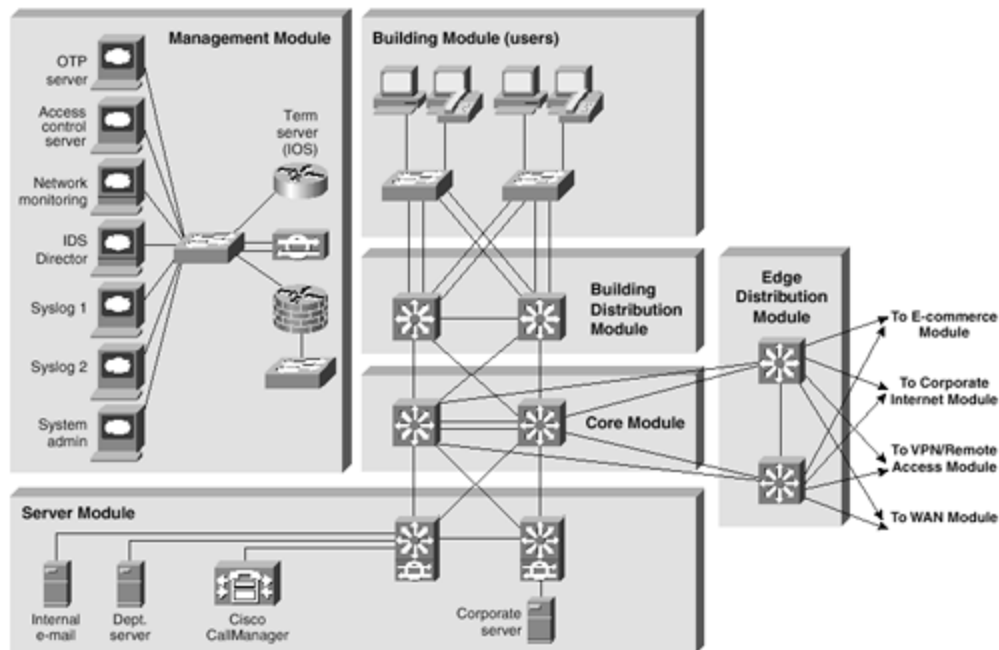 Management Module
OTP
server
Access
control
server
Network
monitoring
IDS
Director
Syslog 1
Syslog 2
System
admin
Term
server
(IOS)
Building Module (users)
Building
Distribution
Module
Core Module
Edge
Distribution
Module
To E-commerce
Module
To Corporate
Internet Module
To VPN/Remote
Access Module
To WAN Module
Server Module
Internal
e-mail
Dept.
server
Cisco
CallManager
Corporate
server